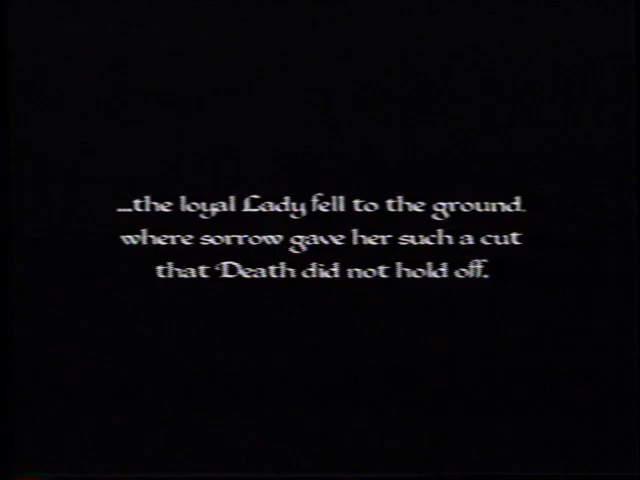 ...the loyal Lady fell to the ground.
where sorrow gave her such a cut
that Death did not hold off.